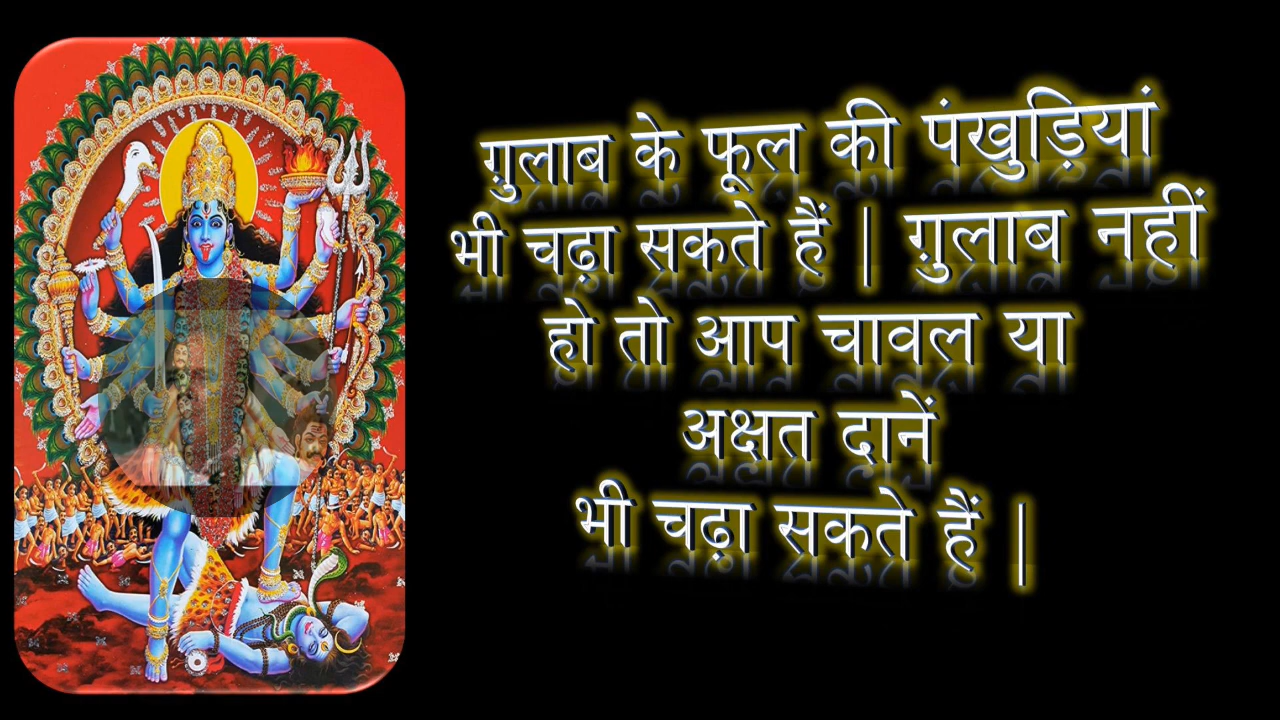 ग़ुलाब के फूल की पंखुड़ियां
भी चढ़ा सकते हैं | ग़ुलाब नहीं
हो तो आप चावल या
अक्षत दानें
भी चढ़ा सकते हैं |